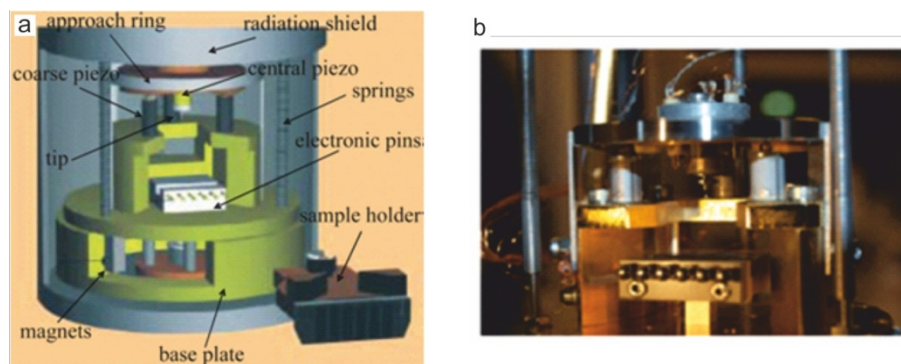 a
approach ring
radiation shield
coarse piezo
central piezo
springs
tip
electronic pins
sample holder
magnets
base plate
b